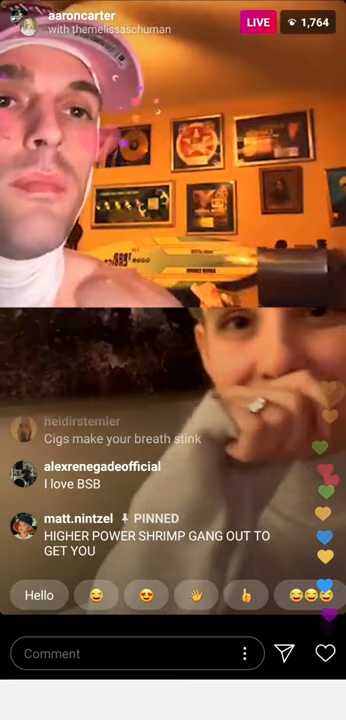 aaroncarter
with themelissaschuman
LIVE
1,764
heidirstemler
Cigs make your breath stink
alexrenegadeofficial
I love BSB
matt.nintzel PINNED
HIGHER POWER SHRIMP GANG OUT TO
GET YOU
Hello
Comment